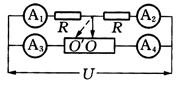 A₁ R R A₂
A₃ O′ O A₄
U